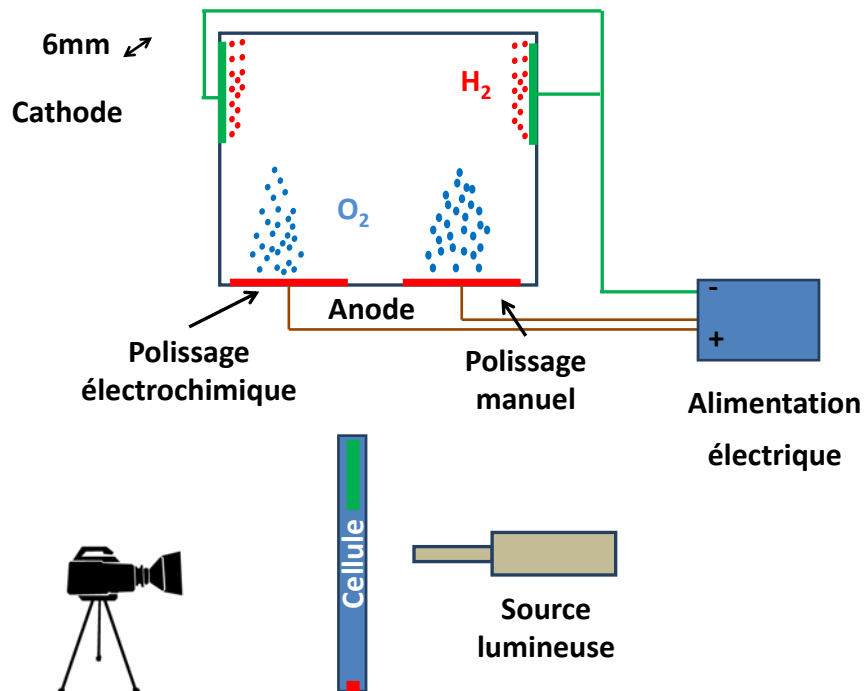 6mm
Cathode
H2
O2
Anode
Polissage
électrochimique
Polissage
manuel
-
+
Alimentation
électrique
Cellule
Source
lumineuse